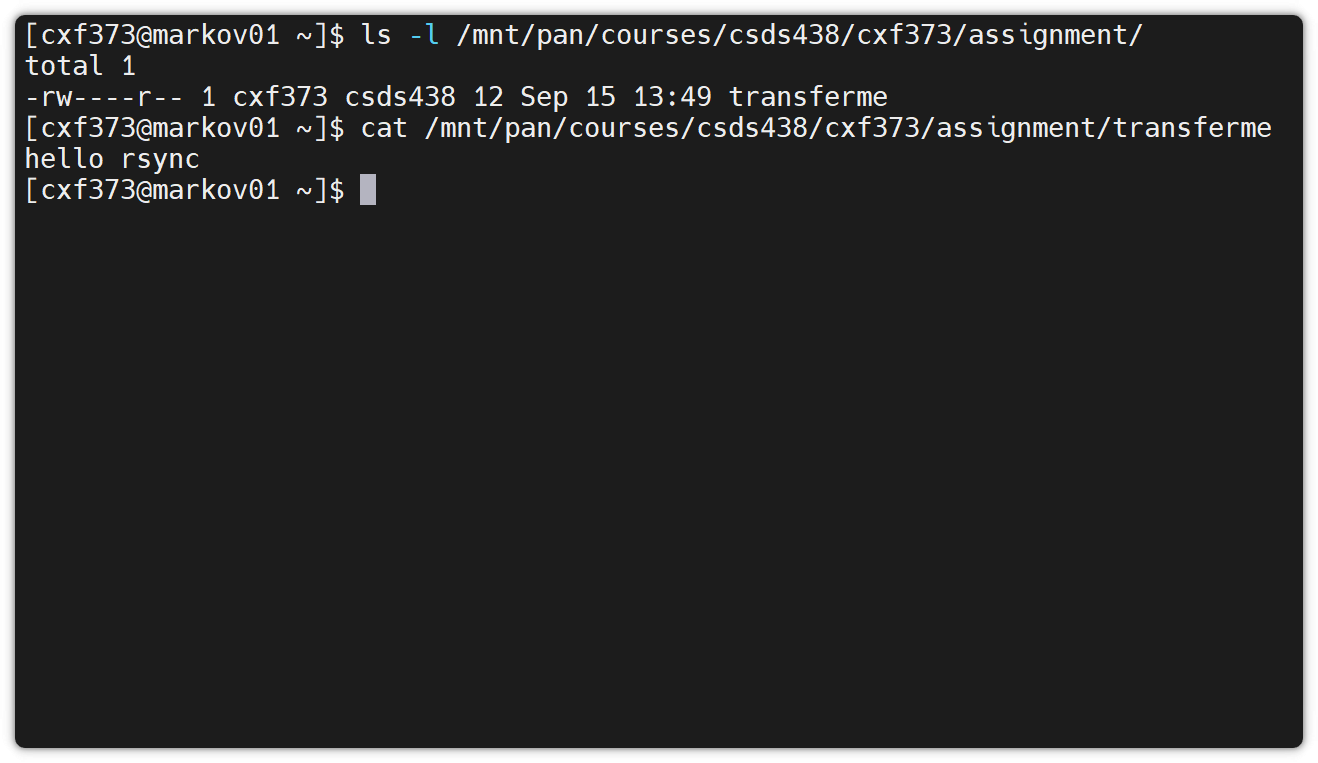 [cxf373@markov01 ~]$ ls -l /mnt/pan/courses/csds438/cxf373/assignment/
total 1
-rw----r-- 1 cxf373 csds438 12 Sep 15 13:49 transferme
[cxf373@markov01 ~]$ cat /mnt/pan/courses/csds438/cxf373/assignment/transferme
hello rsync
[cxf373@markov01 ~]$